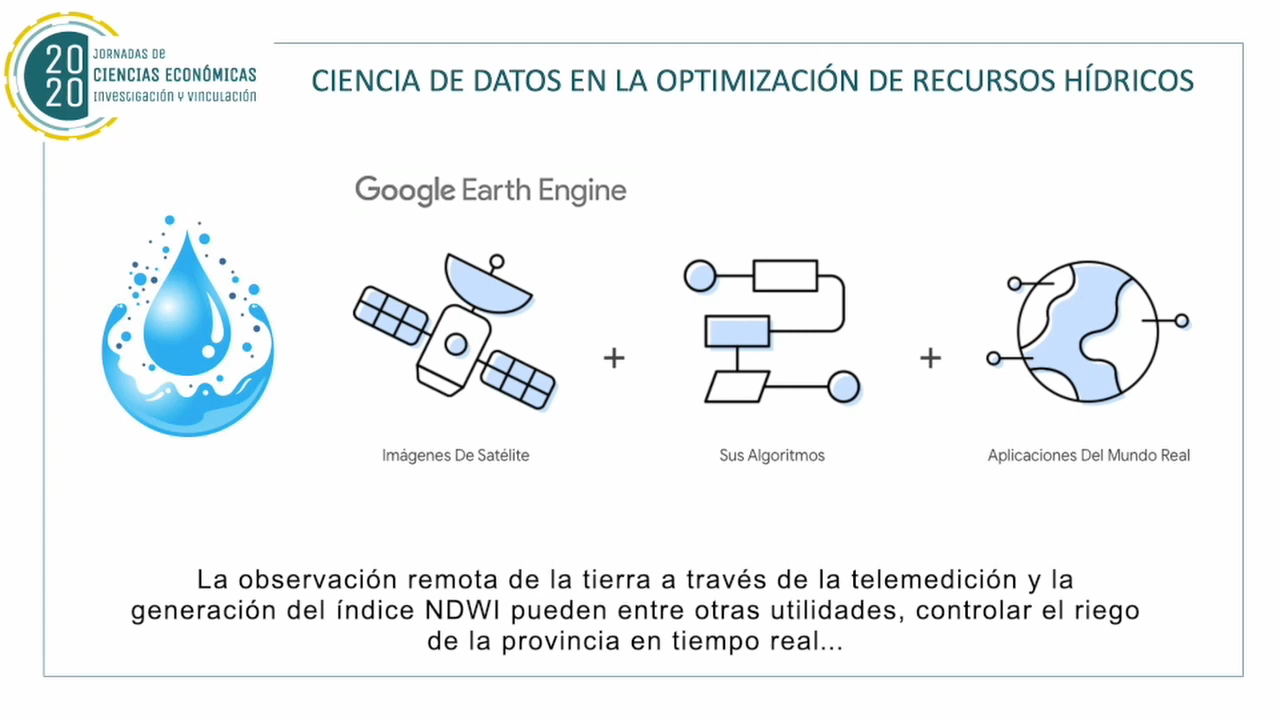 20
20
JORNADAS DE
CIENCIAS ECONÓMICAS
INVESTIGACIÓN Y VINCULACIÓN
CIENCIA DE DATOS EN LA OPTIMIZACIÓN DE RECURSOS HÍDRICOS
Google Earth Engine
+
+
Imágenes De Satélite
Sus Algoritmos
Aplicaciones Del Mundo Real
La observación remota de la tierra a través de la telemedición y la
generación del índice NDWI pueden entre otras utilidades, controlar el riego
de la provincia en tiempo real...